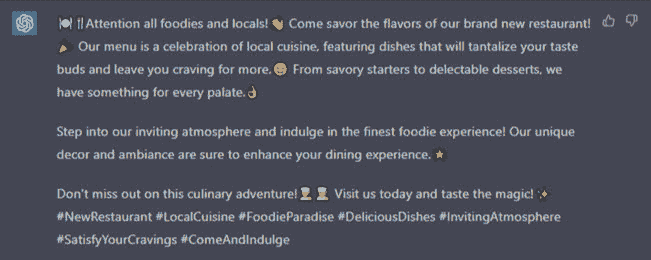 🍽️🍴Attention all foodies and locals!👋 Come savor the flavors of our brand new restaurant!
🎉 Our menu is a celebration of local cuisine, featuring dishes that will tantalize your taste
buds and leave you craving for more.😋 From savory starters to delectable desserts, we
have something for every palate.👌
Step into our inviting atmosphere and indulge in the finest foodie experience! Our unique
decor and ambiance are sure to enhance your dining experience.🌟
Don't miss out on this culinary adventure!👨‍🍳👩‍🍳 Visit us today and taste the magic!✨
#NewRestaurant #LocalCuisine #FoodieParadise #DeliciousDishes #InvitingAtmosphere
#SatisfyYourCravings #ComeAndIndulge